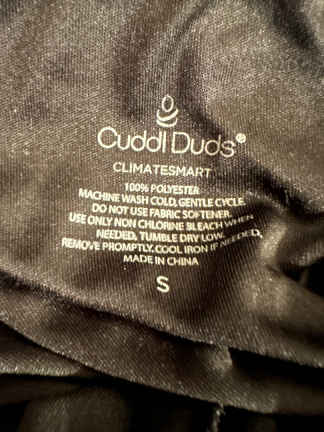 Cuddl Duds®
CLIMATESMART
100% POLYESTER
MACHINE WASH COLD, GENTLE CYCLE.
DO NOT USE FABRIC SOFTENER.
USE ONLY NON CHLORINE BLEACH WHEN
NEEDED, TUMBLE DRY LOW.
REMOVE PROMPTLY. COOL IRON IF NEEDED.
MADE IN CHINA
S